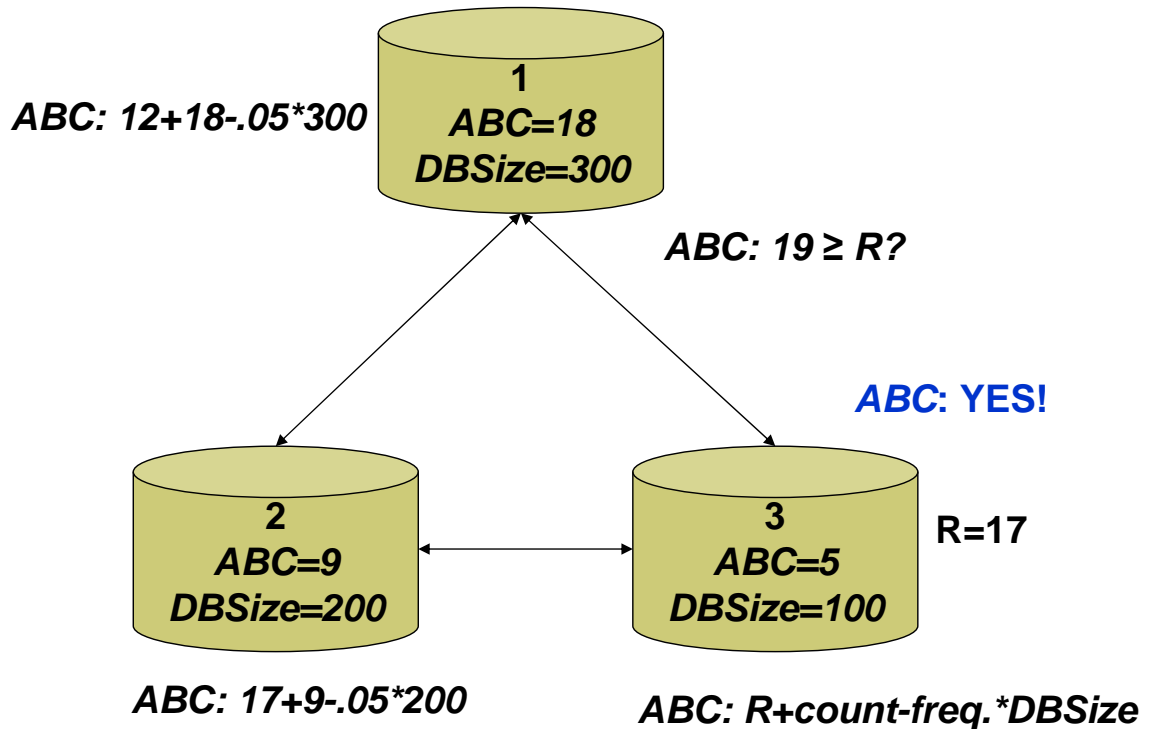 1
ABC=18
DBSize=300
ABC: 12+18-.05*300
ABC: 19 ≥ R?
ABC: YES!
2
ABC=9
DBSize=200
3
ABC=5
DBSize=100
R=17
ABC: 17+9-.05*200
ABC: R+count-freq.*DBSize